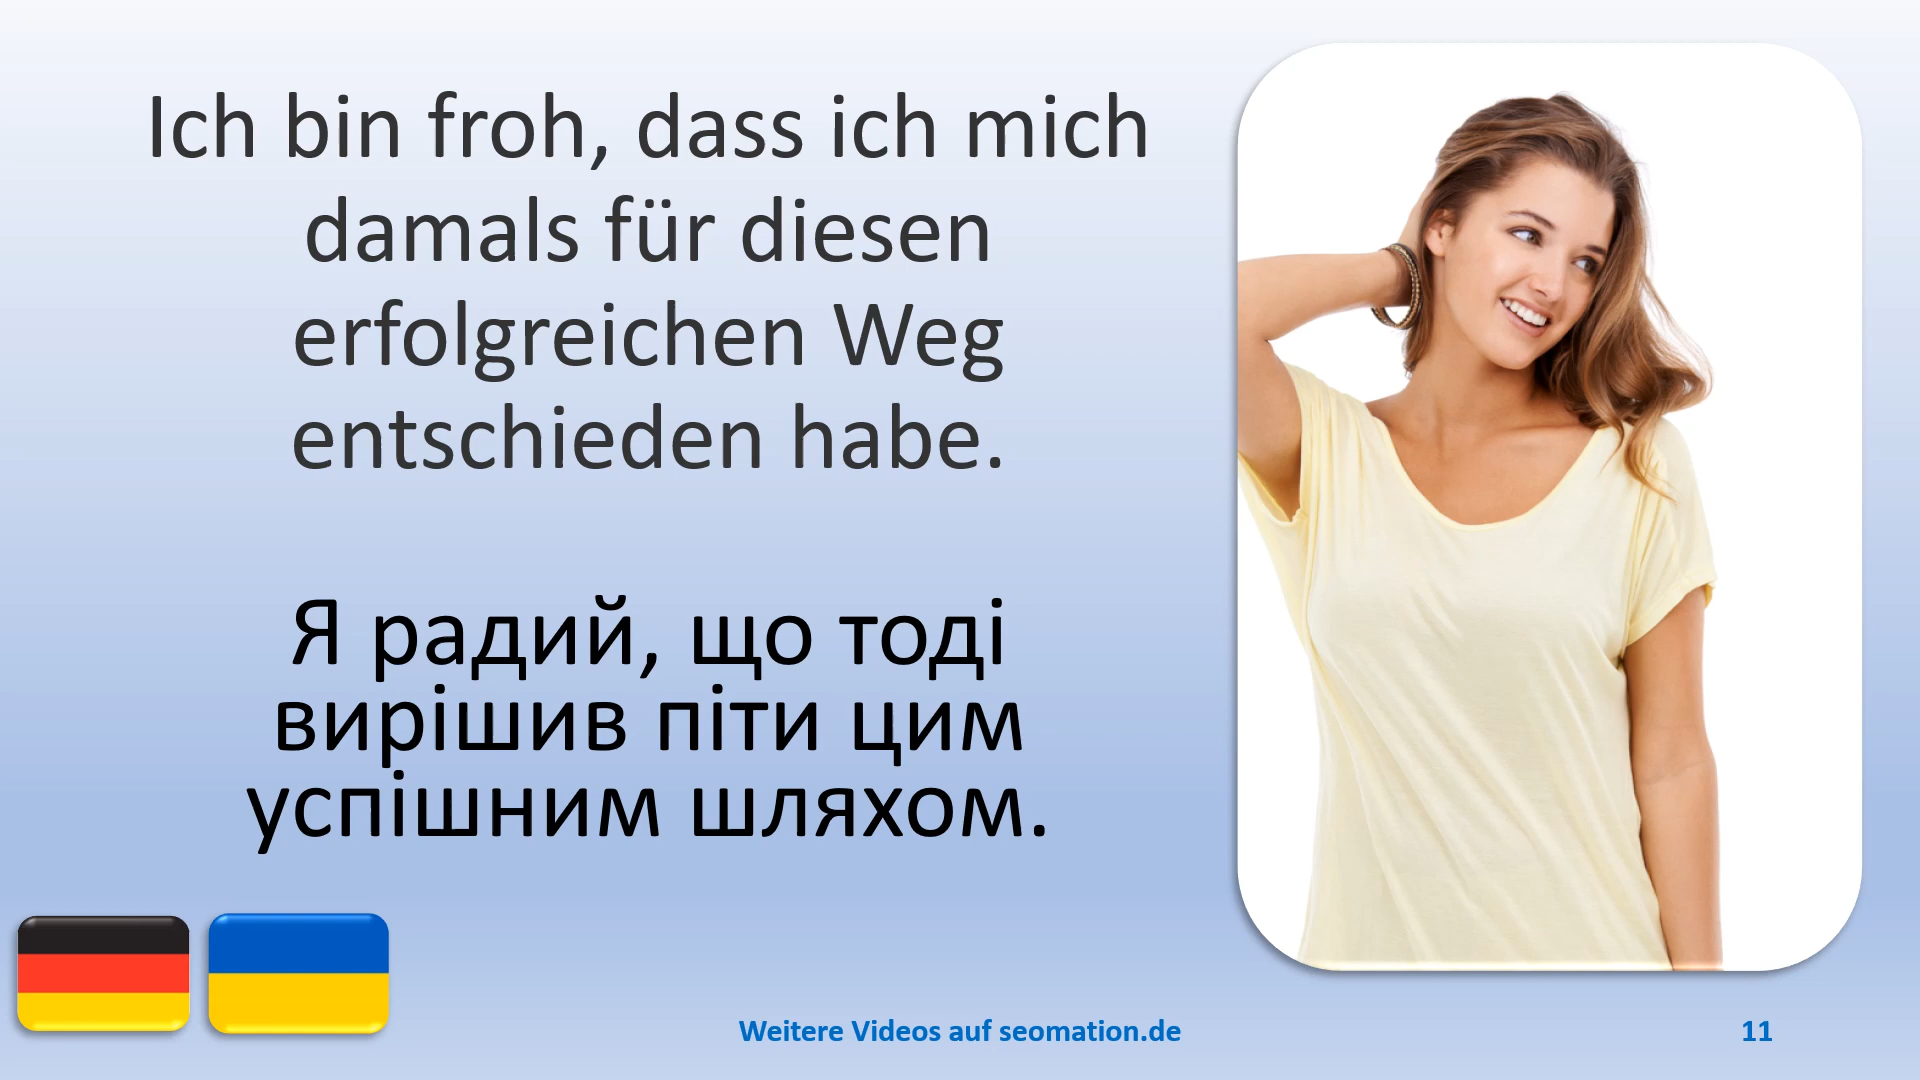 Ich bin froh, dass ich mich
damals für diesen
erfolgreichen Weg
entschieden habe.
Я радий, що тоді
вирішив піти цим
успішним шляхом.
Weitere Videos auf seomation.de
11